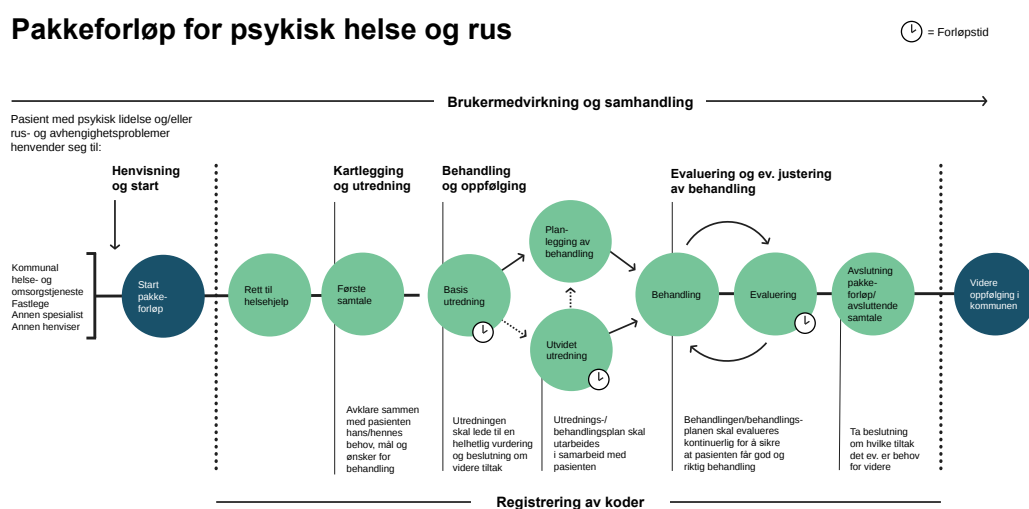 Pakkeforløp for psykisk helse og rus
= Forløpstid
Brukermedvirkning og samhandling
Pasient med psykisk lidelse og/eller
rus- og avhengighetsproblemer
henvender seg til:
Henvisning
og start
Kartlegging
og utredning
Behandling
og oppfølging
Evaluering og ev. justering
av behandling
Kommunal
helse- og
omsorgstjeneste
Fastlege
Annen spesialist
Annen henviser
Start
pakke-
forløp
Rett til
helsehjelp
Første
samtale
Basis
utredning
Plan-
legging av
behandling
Utvidet
utredning
Behandling
Evaluering
Avslutning
pakke-
forløp/
avsluttende
samtale
Videre
oppfølging i
kommunen
Avklare sammen
med pasienten
hans/hennes
behov, mål og
ønsker for
behandling
Utredningen
skal lede til en
helhetlig vurdering
og beslutning om
videre tiltak
Utrednings-/
behandlingsplan skal
utarbeides
i samarbeid med
pasienten
Behandlingen/behandlings-
planen skal evalueres
kontinuerlig for å sikre
at pasienten får god og
riktig behandling
Ta beslutning
om hvilke tiltak
det ev. er behov
for videre
Registrering av koder